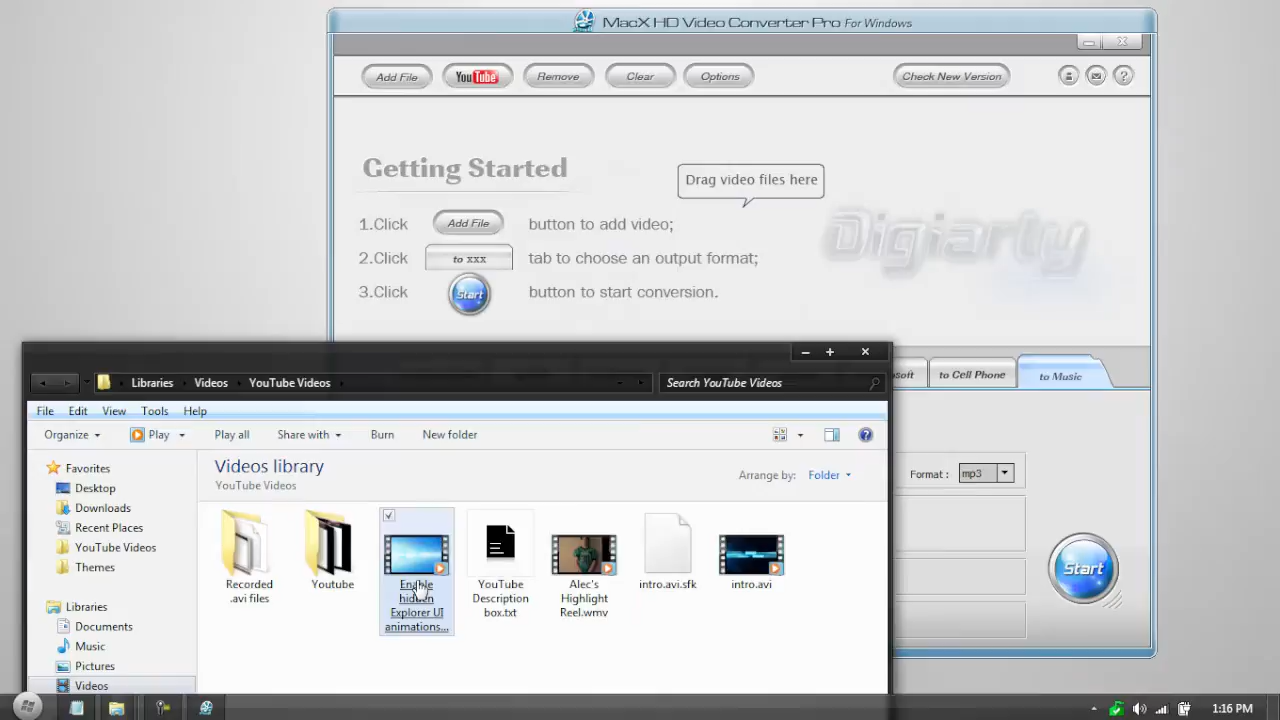 MacX HD Video Converter Pro For Windows
Add File YouTube Remove Clear Options Check New Version ?
Getting Started
Drag video files here
Digiarty
1.Click Add File button to add video;
2.Click to xxx tab to choose an output format;
3.Click Start button to start conversion.
Libraries Videos YouTube Videos Search YouTube Videos
to Cell Phone to Music
File Edit View Tools Help
Organize Play Play all Share with Burn New folder
Videos library
YouTube Videos
Arrange by: Folder
Format : mp3
Favorites
Desktop
Downloads
Recent Places
YouTube Videos
Themes
Libraries
Documents
Music
Pictures
Videos
Recorded
.avi files
Youtube
Enable
hidden
Explorer UI
animations...
YouTube
Description
box.txt
Alec's
Highlight
Reel.wmv
intro.avi.sfk
intro.avi
Start
1:16 PM